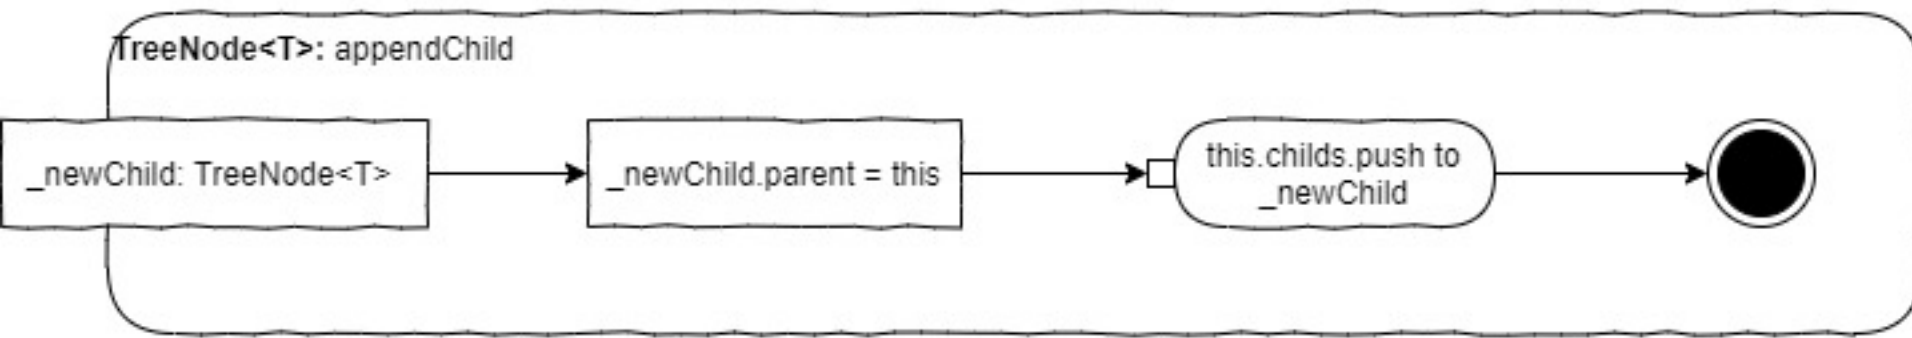 TreeNode<T>: appendChild
_newChild: TreeNode<T>
_newChild.parent = this
this.childs.push to
_newChild